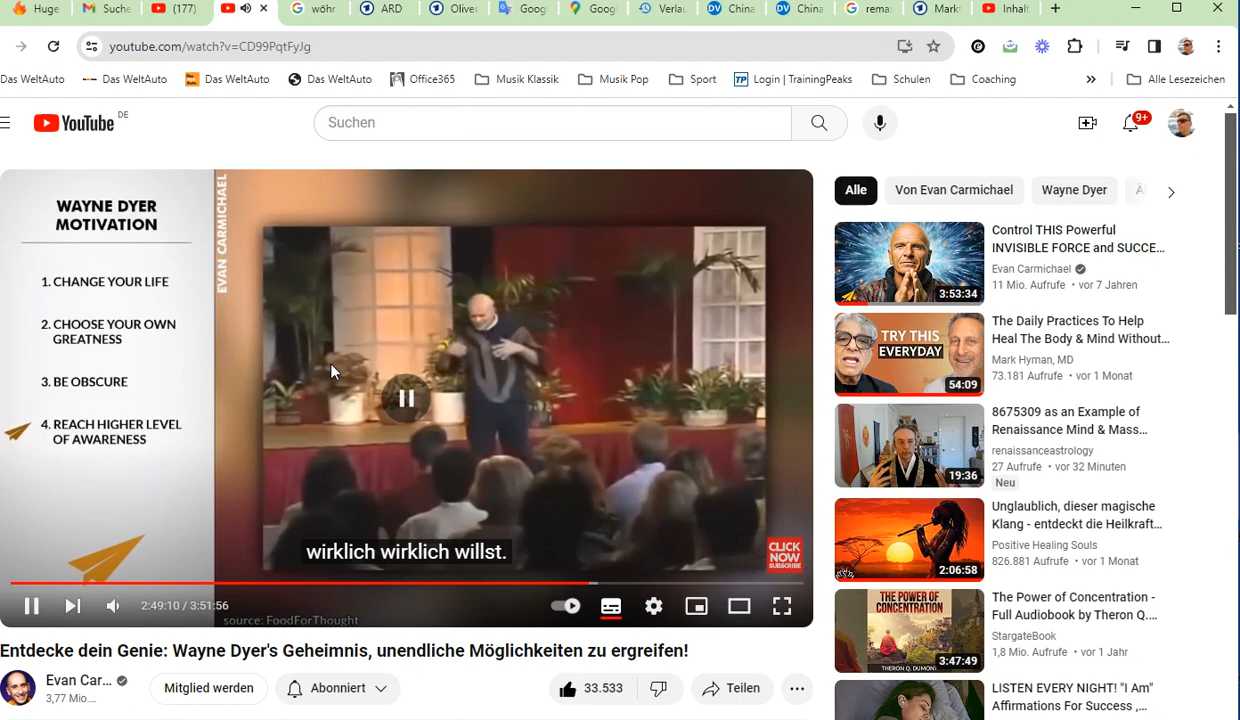 Huge
Suche
(177)
wöhr
ARD
Oliver
Googl
Goog
Verlau
China
China
remax
Markt
Inhalt
youtube.com/watch?v=CD99PqtFyJg
Das WeltAuto
Das WeltAuto
Das WeltAuto
Das WeltAuto
Office365
Musik Klassik
Musik Pop
Sport
TP
Login | TrainingPeaks
Schulen
Coaching
»
Alle Lesezeichen
YouTube DE
Suchen
9+
WAYNE DYER
MOTIVATION
1. CHANGE YOUR LIFE
2. CHOOSE YOUR OWN
GREATNESS
3. BE OBSCURE
4. REACH HIGHER LEVEL
OF AWARENESS
EVAN CARMICHAEL
wirklich wirklich willst.
CLICK
NOW
SUBSCRIBE
2:49:10 / 3:51:56
source: FoodForThought
Entdecke dein Genie: Wayne Dyer's Geheimnis, unendliche Möglichkeiten zu ergreifen!
Evan Car...
3,77 Mio....
Mitglied werden
Abonniert
33.533
Teilen
Alle
Von Evan Carmichael
Wayne Dyer
Control THIS Powerful
INVISIBLE FORCE and SUCCE...
Evan Carmichael
11 Mio. Aufrufe • vor 7 Jahren
3:53:34
TRY THIS
EVERYDAY
54:09
The Daily Practices To Help
Heal The Body & Mind Without...
Mark Hyman, MD
73.181 Aufrufe • vor 1 Monat
19:36
8675309 as an Example of
Renaissance Mind & Mass...
renaissanceastrology
27 Aufrufe • vor 32 Minuten
Neu
2:06:58
Unglaublich, dieser magische
Klang - entdeckt die Heilkraft...
Positive Healing Souls
826.881 Aufrufe • vor 1 Monat
THE POWER OF
CONCENTRATION
THERON Q. DUMONT
3:47:49
The Power of Concentration -
Full Audiobook by Theron Q....
StargateBook
1,8 Mio. Aufrufe • vor 1 Jahr
LISTEN EVERY NIGHT! "I Am"
Affirmations For Success ,...